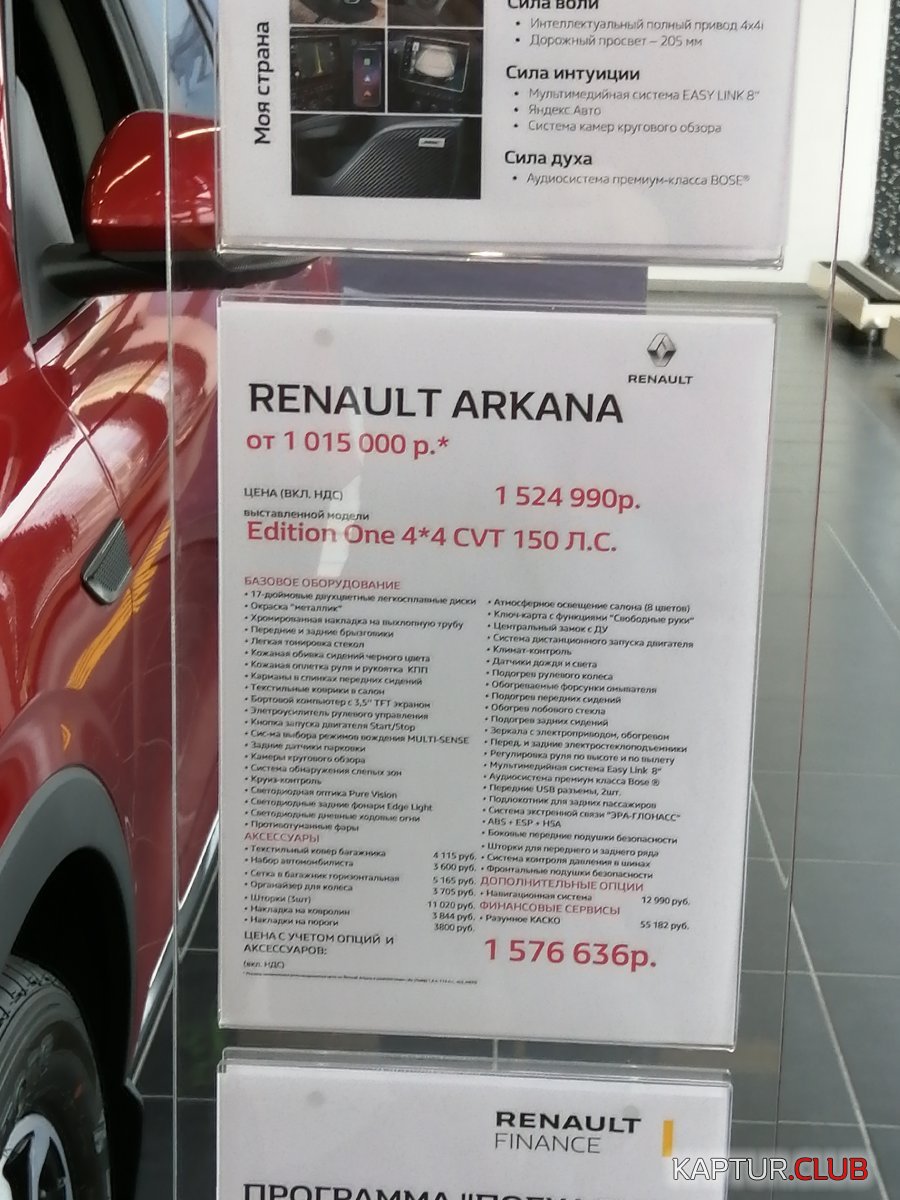 Моя страна
Сила воли
• Интеллектуальный полный привод 4x4i
• Дорожный просвет – 205 мм
Сила интуиции
• Мультимедийная система EASY LINK 8"
• Яндекс.Авто
• Система камер кругового обзора
Сила духа
• Аудиосистема премиум-класса BOSE®
RENAULT
RENAULT ARKANA
от 1 015 000 р.*
ЦЕНА (ВКЛ. НДС)
1 524 990р.
выставленной модели
Edition One 4*4 CVT 150 Л.С.
БАЗОВОЕ ОБОРУДОВАНИЕ
• 17-дюймовые двухцветные легкосплавные диски
• Окраска "металлик"
• Хромированная накладка на выхлопную трубу
• Передние и задние брызговики
• Легкая тонировка стекол
• Кожаная обивка сидений черного цвета
• Кожаная оплетка руля и рукоятка КПП
• Карианы в спинках передних сидений
• Текстильные коврики в салон
• Бортовой компьютер с 3,5" TFT экраном
• Элетроусилитель рулевого управления
• Кнопка запуска двигателя Start/Stop
• Сис-ма выбора режимов вождения MULTI-SENSE
• Задние датчики парковки
• Камеры кругового обзора
• Система обнаружения слепых зон
• Круиз-контроль
• Светодиодная оптика Pure Vision
• Светодиодные задние фонари Edge Light
• Светодиодные дневные ходовые огни
• Противотуманные фары
АКСЕССУАРЫ
• Текстильный ковер багажника 4 115 руб.
• Набор автомобилиста 3 600 руб.
• Сетка в багажник горизонтальная 5 165 руб.
• Органайзер для колеса 3 705 руб.
• Шторки (3шт) 11 020 руб.
• Накладка на ковролин 3 844 руб.
• Накладки на пороги 3800 руб.
• Атмосферное освещение салона (8 цветов)
• Ключ-карта с функциями "Свободные руки"
• Центральный замок с ДУ
• Система дистанционного запуска двигателя
• Климат-контроль
• Датчики дождя и света
• Подогрев рулевого колеса
• Обогреваемые форсунки омывателя
• Подогрев передних сидений
• Обогрев лобового стекла
• Подогрев задних сидений
• Зеркала с электроприводом, обогревом
• Перед. и задние электростеклоподъемники
• Регулировка руля по высоте и по вылету
• Мультимедийная система Easy Link 8"
• Аудиосистема премиум класса Bose ®
• Передние USB разъемы, 2шт.
• Подлокотник для задних пассажиров
• Система экстренной связи "ЭРА-ГЛОНАСС"
• ABS + ESP + HSA
• Боковые передние подушки безопасности
• Шторки для переднего и заднего ряда
• Система контроля давления в шинах
• Фронтальные подушки безопасности
ДОПОЛНИТЕЛЬНЫЕ ОПЦИИ
• Навигационная система 12 990 руб.
ФИНАНСОВЫЕ СЕРВИСЫ
• Разумное КАСКО 55 182 руб.
ЦЕНА С УЧЕТОМ ОПЦИЙ И
АКСЕССУАРОВ:
1 576 636р.
(вкл. НДС)
RENAULT
FINANCE
ПРОГРАММА
KAPTUR.CLUB